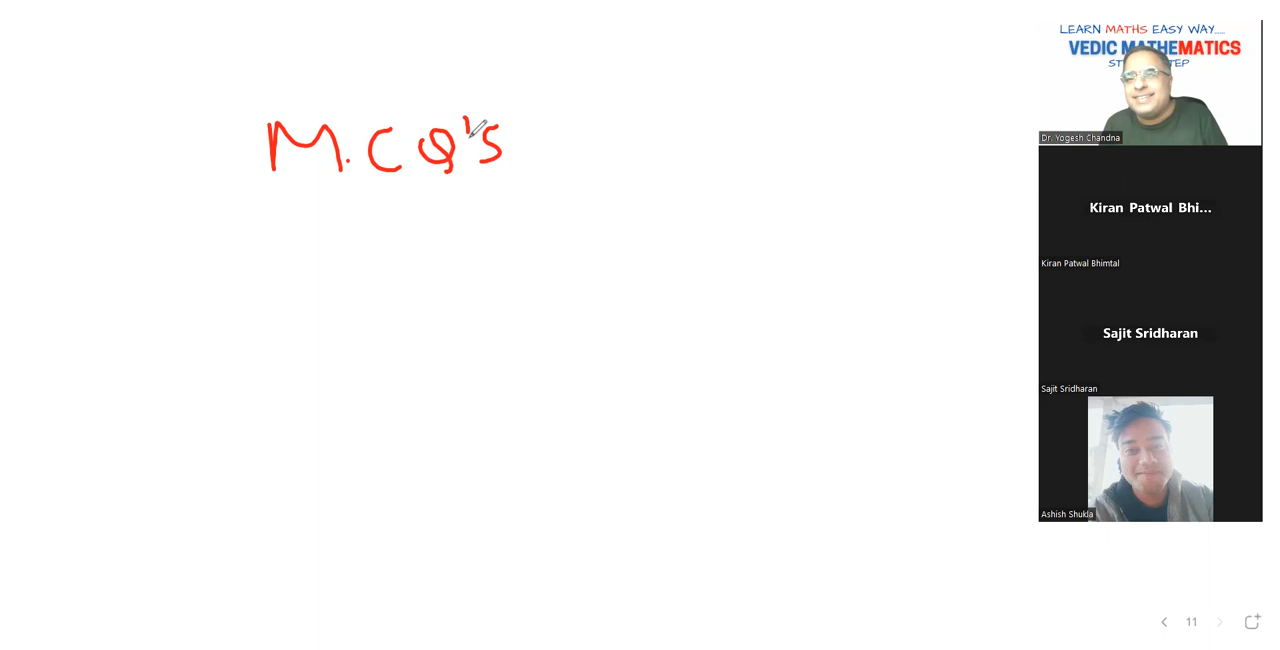 LEARN MATHS EASY WAY.....
VEDIC MATHEMATICS
M.CQ'S
Dr. Yogesh Chandna
Kiran Patwal Bhi...
Kiran Patwal Bhimtal
Sajit Sridharan
Sajit Sridharan
Ashish Shukla
11